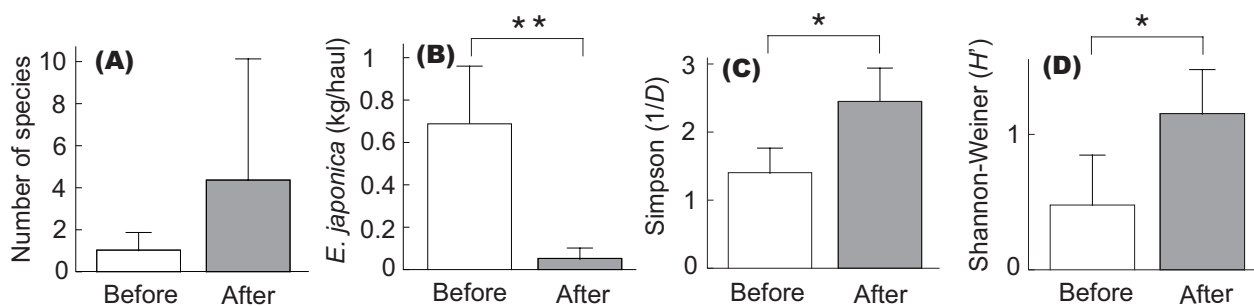 (A)
Number of species
10
8
6
4
2
0
Before After
(B)
**
E. japonica (kg/haul)
1
0.8
0.6
0.4
0.2
0
Before After
(C)
*
Simpson (1/D)
3
2
1
0
Before After
(D)
*
Shannon-Weiner (H')
1
0
Before After